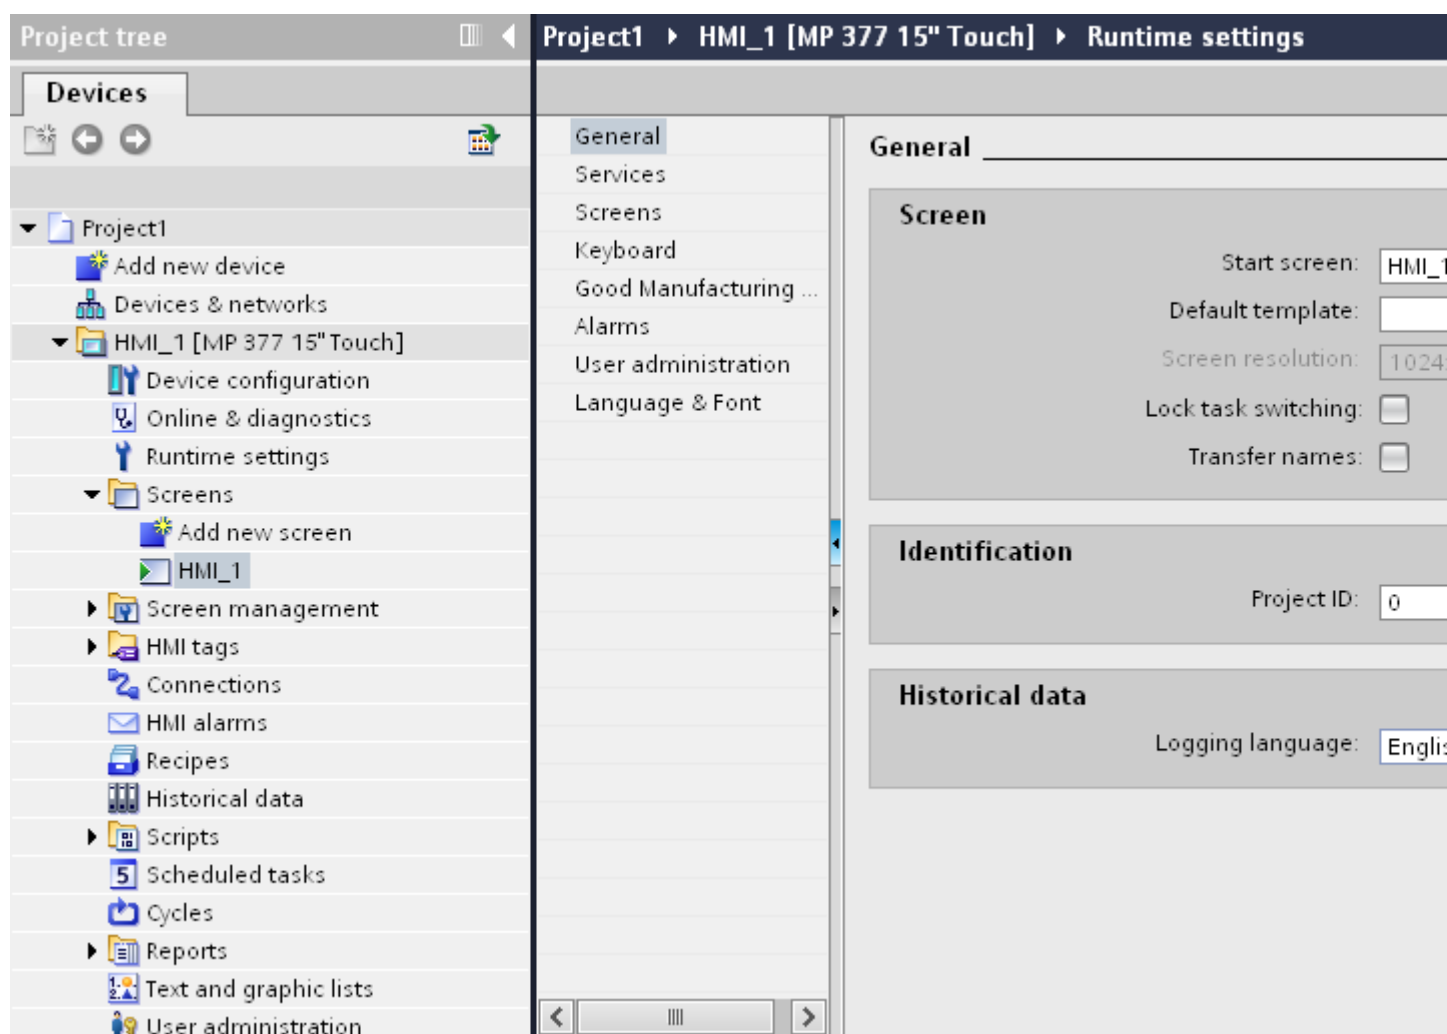 Project tree
Devices
Project1
Add new device
Devices & networks
HMI_1 [MP 377 15" Touch]
Device configuration
Online & diagnostics
Runtime settings
Screens
Add new screen
HMI_1
Screen management
HMI tags
Connections
HMI alarms
Recipes
Historical data
Scripts
Scheduled tasks
Cycles
Reports
Text and graphic lists
User administration
Project1 HMI_1 [MP 377 15" Touch] Runtime settings
General
Services
Screens
Keyboard
Good Manufacturing ...
Alarms
User administration
Language & Font
General
Screen
Start screen: HMI_1
Default template:
Screen resolution: 1024
Lock task switching:
Transfer names:
Identification
Project ID: 0
Historical data
Logging language: Englis